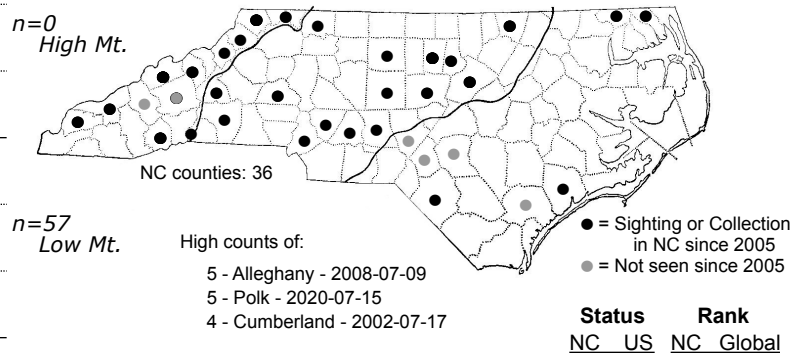 n=0
High Mt.
NC counties: 36
n=57
Low Mt.
High counts of:
5 - Alleghany - 2008-07-09
5 - Polk - 2020-07-15
4 - Cumberland - 2002-07-17
= Sighting or Collection
in NC since 2005
= Not seen since 2005
Status Rank
NC US NC Global